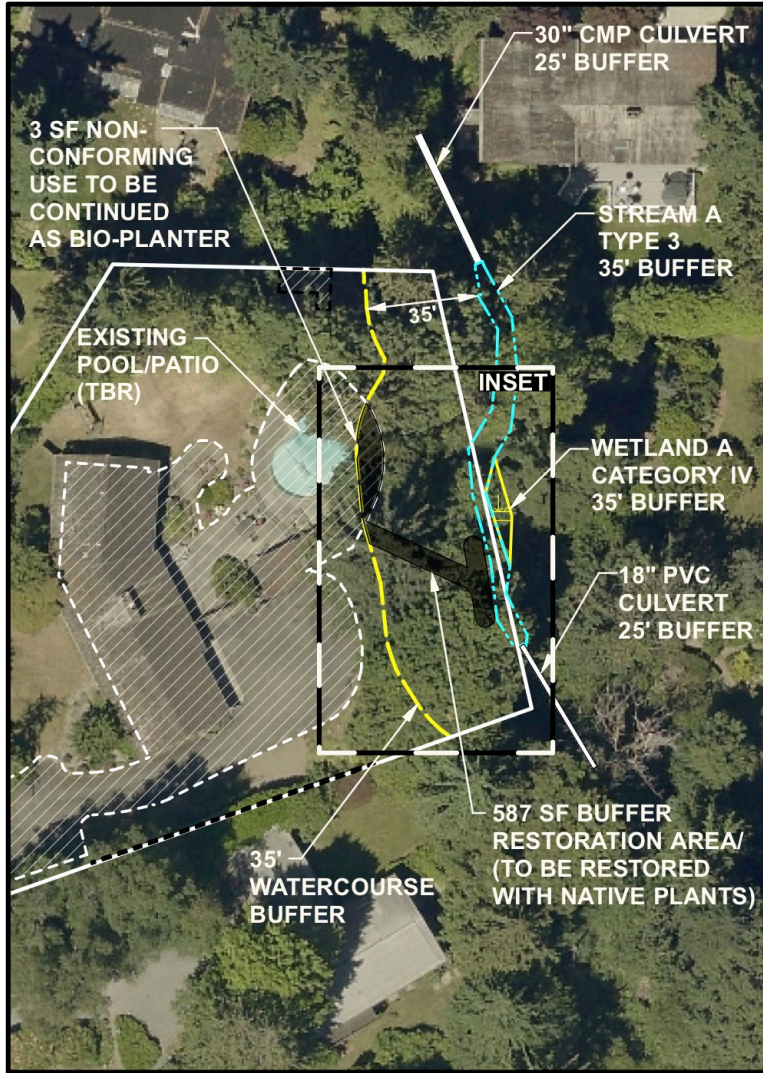 30" CMP CULVERT
25' BUFFER
3 SF NON-
CONFORMING
USE TO BE
CONTINUED
AS BIO-PLANTER
STREAM A
TYPE 3
35' BUFFER
35'
EXISTING
POOL/PATIO
(TBR)
INSET
WETLAND A
CATEGORY IV
35' BUFFER
18" PVC
CULVERT
25' BUFFER
587 SF BUFFER
RESTORATION AREA/
(TO BE RESTORED
WITH NATIVE PLANTS)
35'
WATERCOURSE
BUFFER